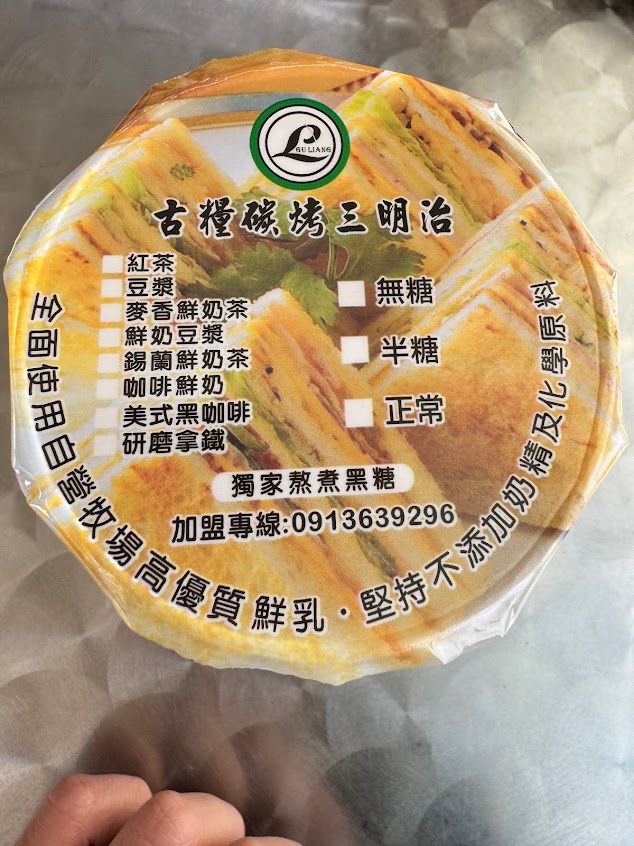 GU LIANG
古糧碳烤三明治
紅茶
豆漿
麥香鮮奶茶
鮮奶豆漿
錫蘭鮮奶茶
咖啡鮮奶
美式黑咖啡
研磨拿鐵
無糖
半糖
正常
獨家熬煮黑糖
加盟專線:0913639296
全面使用自營牧場高優質鮮乳·堅持不添加奶精及化學原料